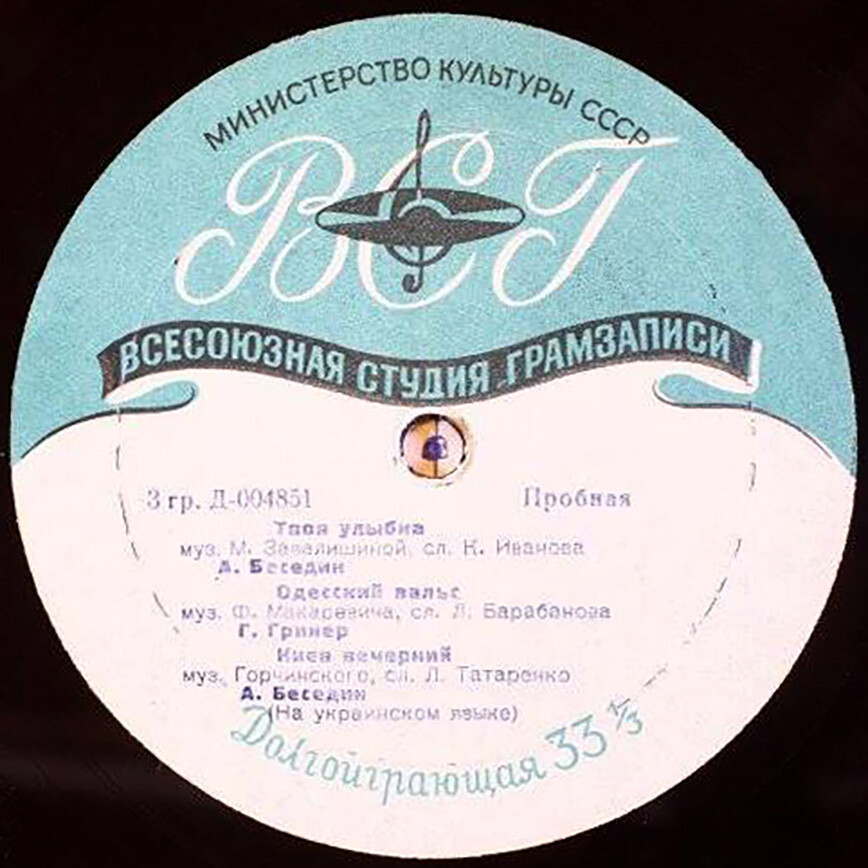 МИНИСТЕРСТВО КУЛЬТУРЫ СССР
ВСГ
ВСЕСОЮЗНАЯ СТУДИЯ ГРАМЗАПИСИ
3 гр. Д-004851 Пробная
Твоя улыбка
муз. М. Завалишиной, сл. Н. Иванова
А. Беседин
Одесский вальс
муз. Ф. Макаревича, сл. Л. Барабанова
Г. Гринер
Киев вечерний
муз. Горчинского, сл. Л. Татаренко
А. Беседин
(На украинском языке)
Долгоиграющая 33 1/3